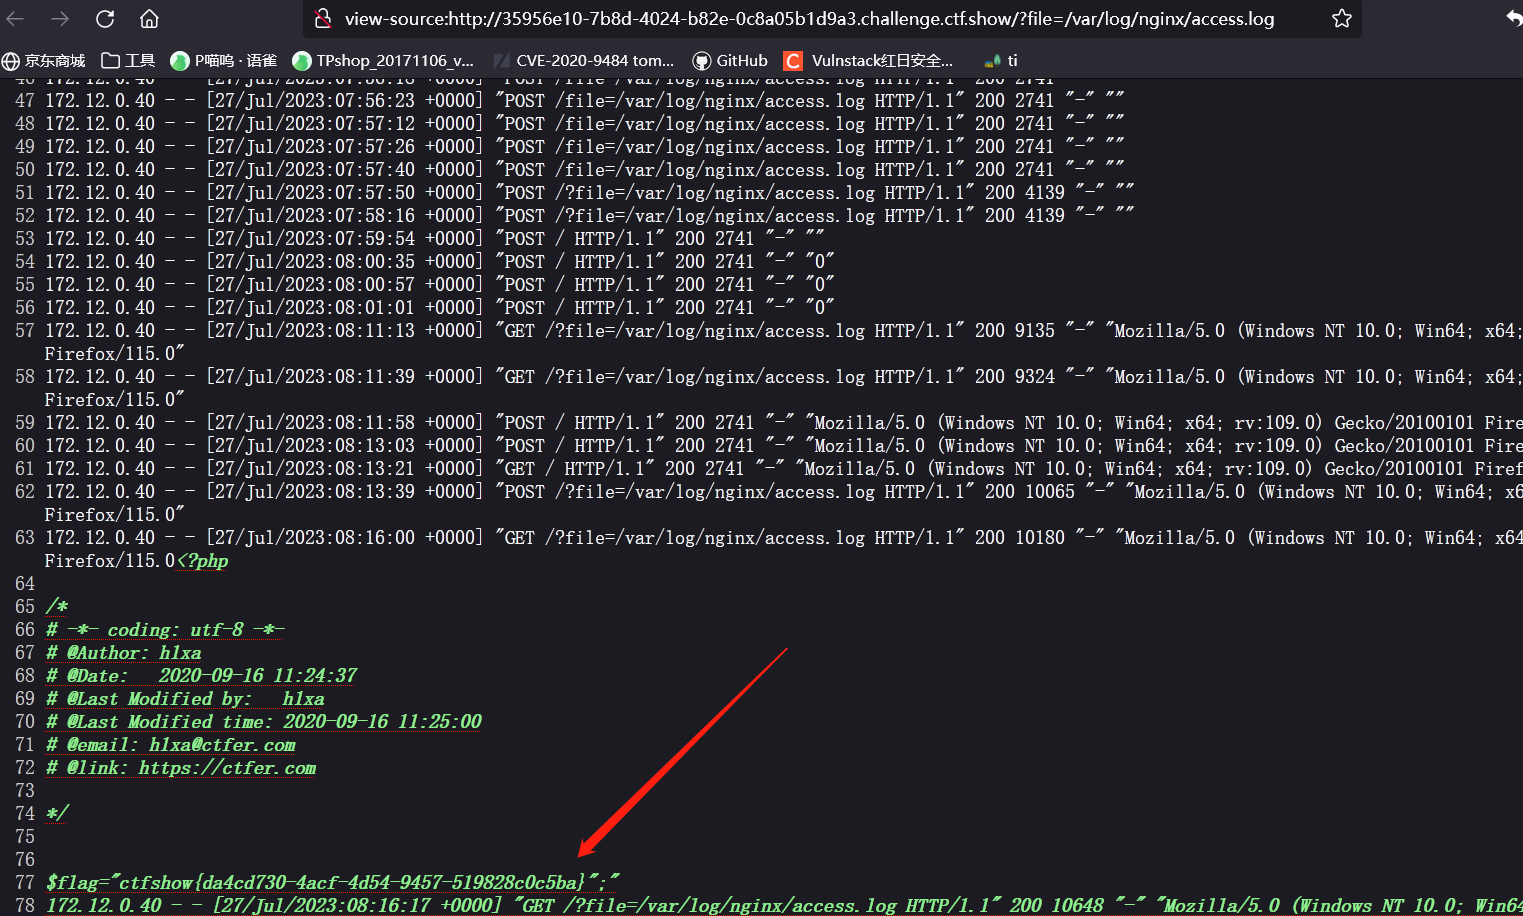 view-source:http://35956e10-7b8d-4024-b82e-0c8a05b1d9a3.challenge.ctf.show/?file=/var/log/nginx/access.log
京东商城 工具 P喵呜 · 语雀 TPshop_20171106_v... CVE-2020-9484 tom... GitHub C Vulnstack红日安全... ti
47 172.12.0.40 - - [27/Jul/2023:07:56:23 +0000] "POST /file=/var/log/nginx/access.log HTTP/1.1" 200 2741 "-" ""
48 172.12.0.40 - - [27/Jul/2023:07:57:12 +0000] "POST /file=/var/log/nginx/access.log HTTP/1.1" 200 2741 "-" ""
49 172.12.0.40 - - [27/Jul/2023:07:57:26 +0000] "POST /file=/var/log/nginx/access.log HTTP/1.1" 200 2741 "-" ""
50 172.12.0.40 - - [27/Jul/2023:07:57:40 +0000] "POST /file=/var/log/nginx/access.log HTTP/1.1" 200 2741 "-" ""
51 172.12.0.40 - - [27/Jul/2023:07:57:50 +0000] "POST /?file=/var/log/nginx/access.log HTTP/1.1" 200 4139 "-" ""
52 172.12.0.40 - - [27/Jul/2023:07:58:16 +0000] "POST /?file=/var/log/nginx/access.log HTTP/1.1" 200 4139 "-" ""
53 172.12.0.40 - - [27/Jul/2023:07:59:54 +0000] "POST / HTTP/1.1" 200 2741 "-" ""
54 172.12.0.40 - - [27/Jul/2023:08:00:35 +0000] "POST / HTTP/1.1" 200 2741 "-" "0"
55 172.12.0.40 - - [27/Jul/2023:08:00:57 +0000] "POST / HTTP/1.1" 200 2741 "-" "0"
56 172.12.0.40 - - [27/Jul/2023:08:01:01 +0000] "POST / HTTP/1.1" 200 2741 "-" "0"
57 172.12.0.40 - - [27/Jul/2023:08:11:13 +0000] "GET /?file=/var/log/nginx/access.log HTTP/1.1" 200 9135 "-" "Mozilla/5.0 (Windows NT 10.0; Win64; x64;
Firefox/115.0"
58 172.12.0.40 - - [27/Jul/2023:08:11:39 +0000] "GET /?file=/var/log/nginx/access.log HTTP/1.1" 200 9324 "-" "Mozilla/5.0 (Windows NT 10.0; Win64; x64;
Firefox/115.0"
59 172.12.0.40 - - [27/Jul/2023:08:11:58 +0000] "POST / HTTP/1.1" 200 2741 "-" "Mozilla/5.0 (Windows NT 10.0; Win64; x64; rv:109.0) Gecko/20100101 Fire
60 172.12.0.40 - - [27/Jul/2023:08:13:03 +0000] "POST / HTTP/1.1" 200 2741 "-" "Mozilla/5.0 (Windows NT 10.0; Win64; x64; rv:109.0) Gecko/20100101 Fire
61 172.12.0.40 - - [27/Jul/2023:08:13:21 +0000] "GET / HTTP/1.1" 200 2741 "-" "Mozilla/5.0 (Windows NT 10.0; Win64; x64; rv:109.0) Gecko/20100101 Firef
62 172.12.0.40 - - [27/Jul/2023:08:13:39 +0000] "POST /?file=/var/log/nginx/access.log HTTP/1.1" 200 10065 "-" "Mozilla/5.0 (Windows NT 10.0; Win64; x6
Firefox/115.0"
63 172.12.0.40 - - [27/Jul/2023:08:16:00 +0000] "GET /?file=/var/log/nginx/access.log HTTP/1.1" 200 10180 "-" "Mozilla/5.0 (Windows NT 10.0; Win64; x64
Firefox/115.0<?php
64
65 /*
66 # -*- coding: utf-8 -*-
67 # @Author: h1xa
68 # @Date:   2020-09-16 11:24:37
69 # @Last Modified by:   h1xa
70 # @Last Modified time: 2020-09-16 11:25:00
71 # @email: h1xa@ctfer.com
72 # @link: https://ctfer.com
73
74 */
75
76
77 $flag="ctfshow{da4cd730-4acf-4d54-9457-519828c0c5ba}";"
78 172.12.0.40 - - [27/Jul/2023:08:16:17 +0000] "GET /?file=/var/log/nginx/access.log HTTP/1.1" 200 10648 "-" "Mozilla/5.0 (Windows NT 10.0; Win64